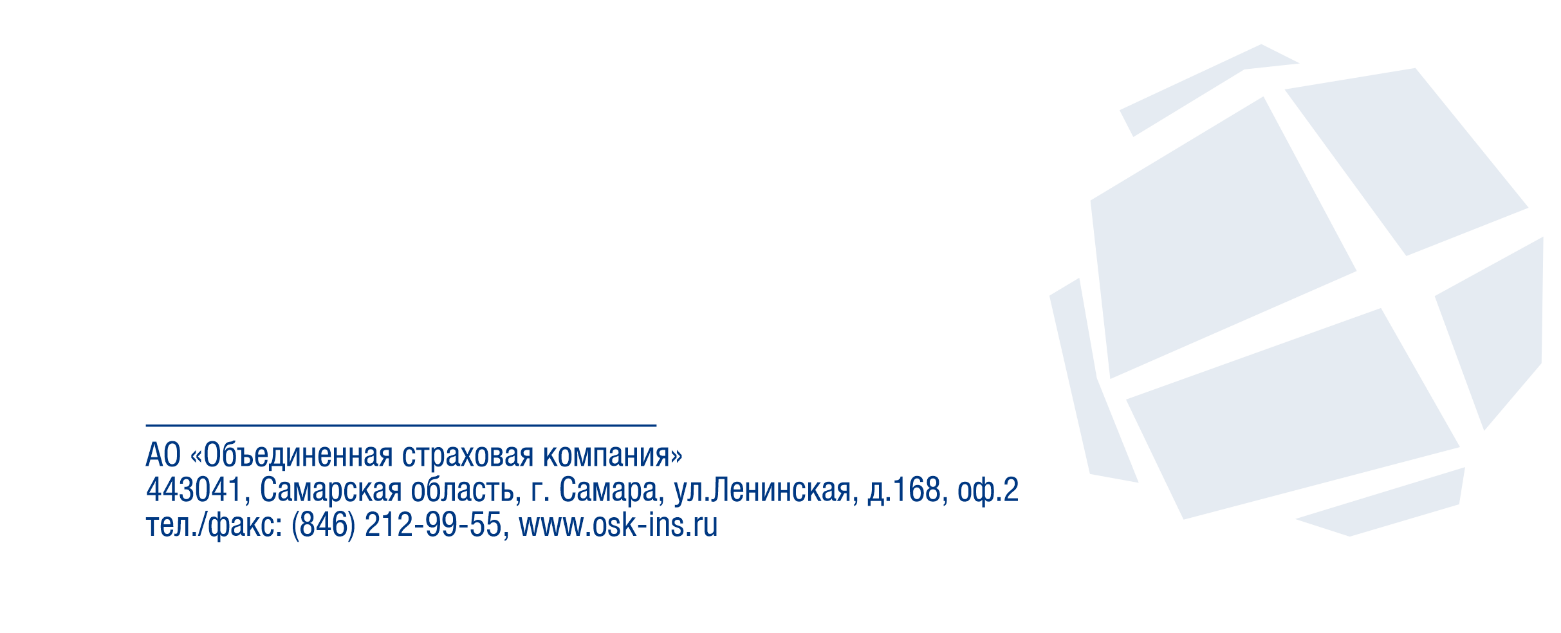 АО «Объединенная страховая компания»
443041, Самарская область, г. Самара, ул.Ленинская, д.168, оф.2
тел./факс: (846) 212-99-55, www.osk-ins.ru